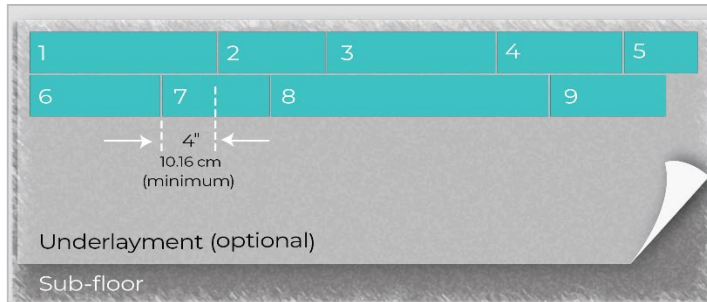 1 2 3 4 5
6 7 8 9
4"
10.16 cm
(minimum)
Underlayment (optional)
Sub-floor